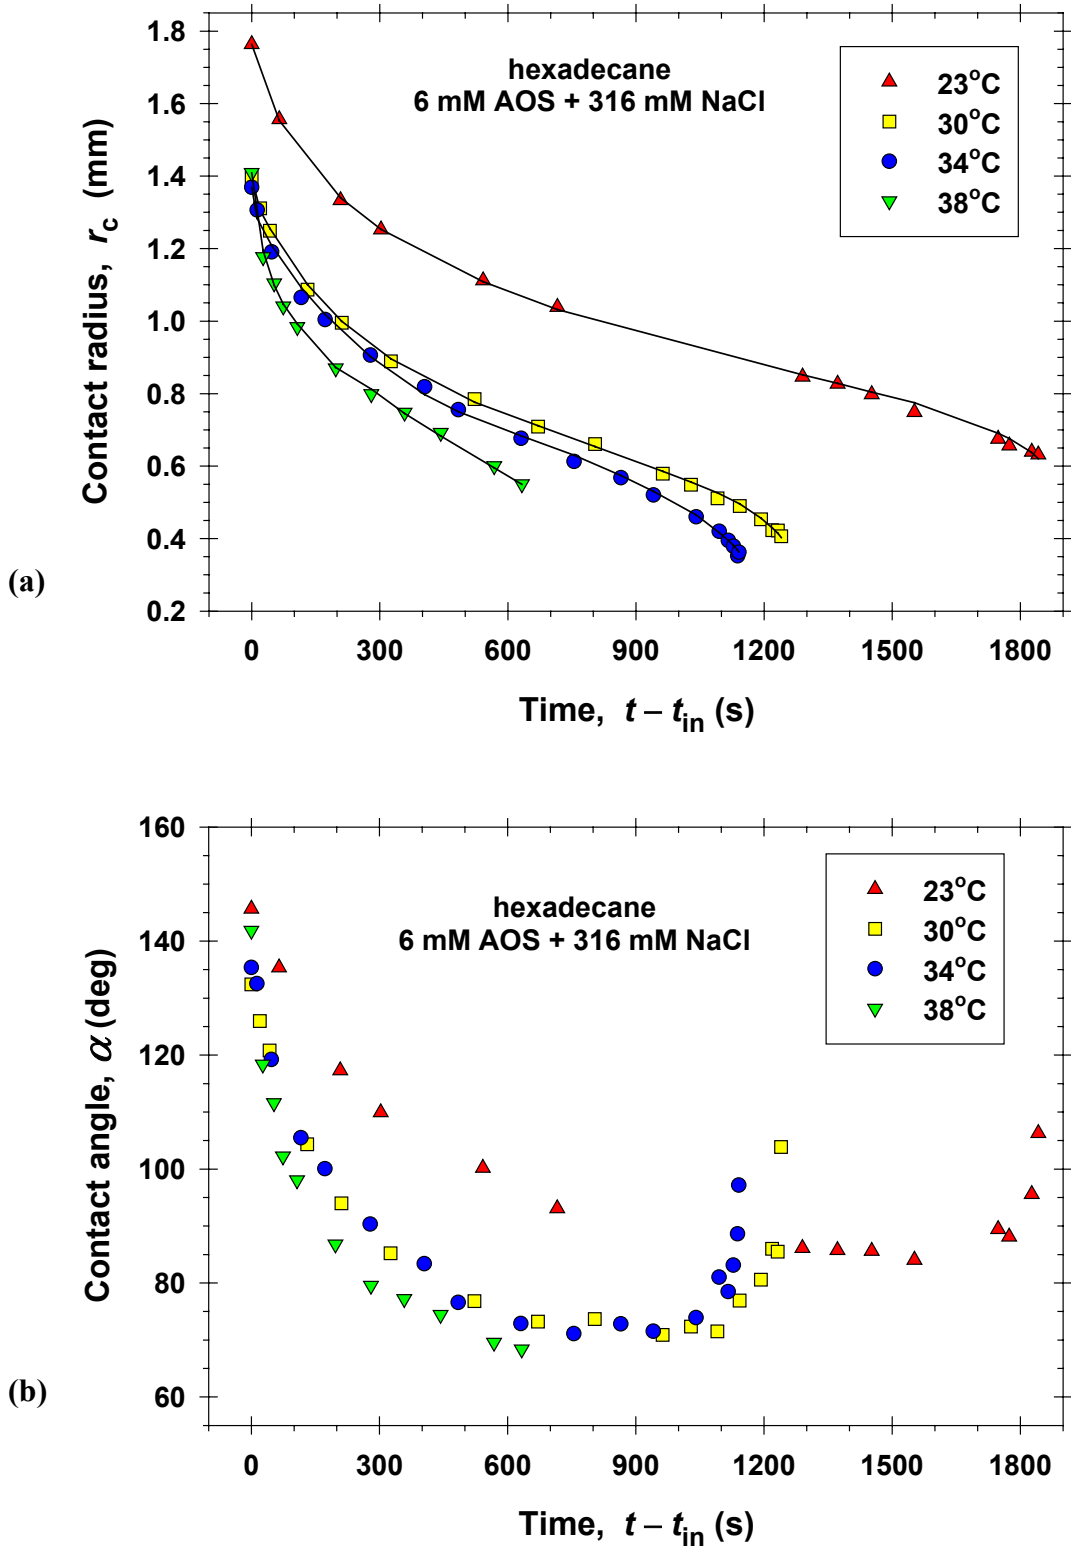 1.8
1.6
1.4
1.2
1.0
0.8
0.6
0.4
0.2
Contact radius, r_c (mm)
hexadecane
6 mM AOS + 316 mM NaCl
23°C
30°C
34°C
38°C
(a)
0 300 600 900 1200 1500 1800
Time, t – t_in (s)
160
140
120
100
80
60
Contact angle, α (deg)
hexadecane
6 mM AOS + 316 mM NaCl
23°C
30°C
34°C
38°C
(b)
0 300 600 900 1200 1500 1800
Time, t – t_in (s)